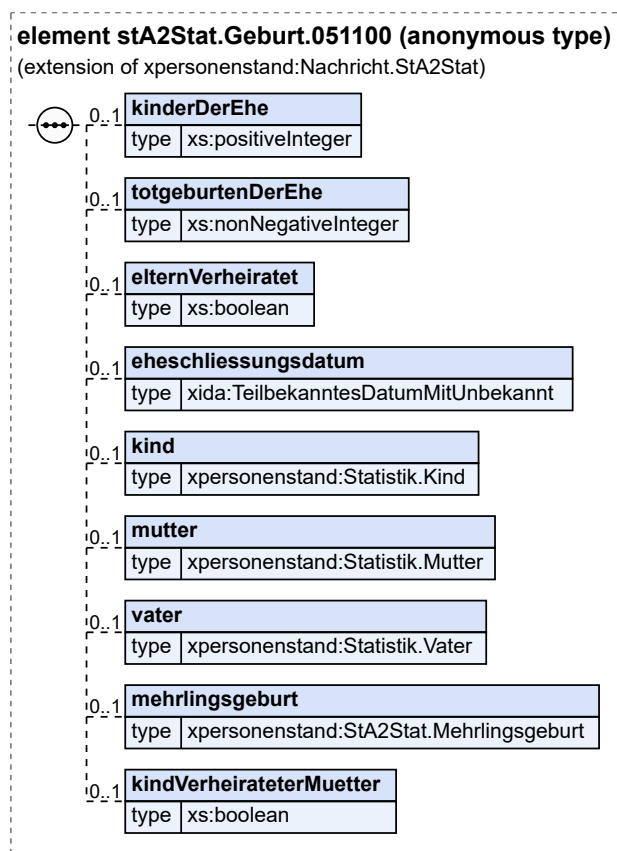 element stA2Stat.Geburt.051100 (anonymous type)
(extension of xpersonenstand:Nachricht.StA2Stat)
0..1 kinderDerEhe
type xs:positiveInteger
0..1 totgeburtenDerEhe
type xs:nonNegativeInteger
0..1 elternVerheiratet
type xs:boolean
0..1 eheschliessungsdatum
type xida:TeilbekanntesDatumMitUnbekannt
0..1 kind
type xpersonenstand:Statistik.Kind
0..1 mutter
type xpersonenstand:Statistik.Mutter
0..1 vater
type xpersonenstand:Statistik.Vater
0..1 mehrlingsgeburt
type xpersonenstand:StA2Stat.Mehrlingsgeburt
0..1 kindVerheirateterMuetter
type xs:boolean